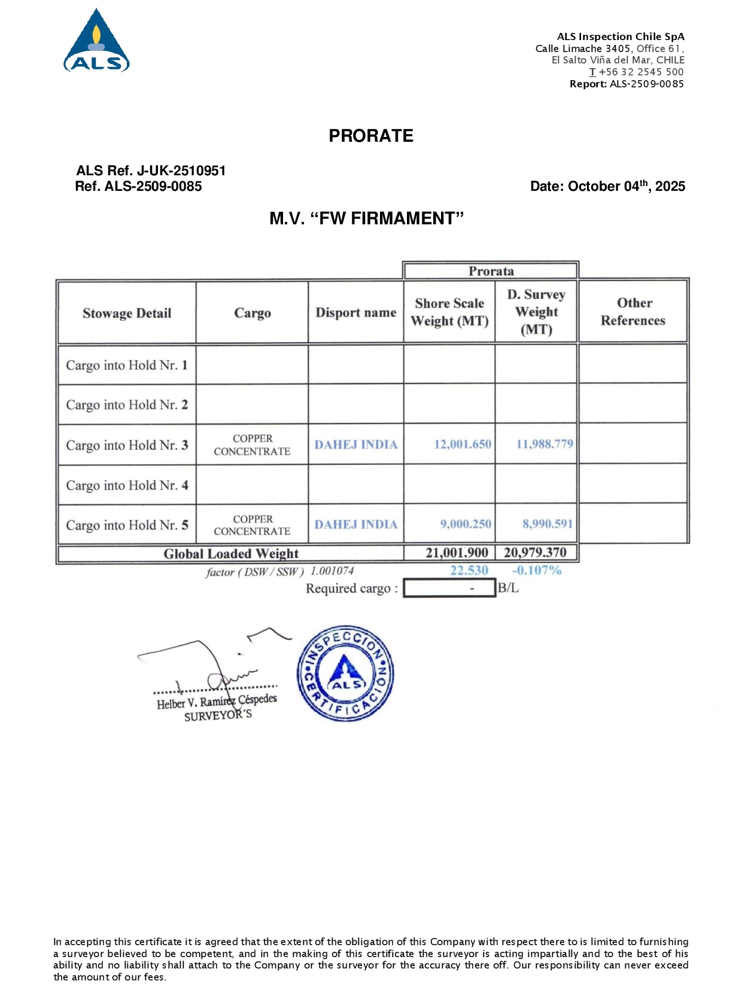 ALS
ALS Inspection Chile SpA
Calle Limache 3405, Office 61,
El Salto Viña del Mar, CHILE
T +56 32 2545 500
Report: ALS-2509-0085
PRORATE
ALS Ref. J-UK-2510951
Ref. ALS-2509-0085 Date: October 04th, 2025
M.V. “FW FIRMAMENT”
Prorata
Stowage Detail Cargo Disport name Shore Scale Weight (MT) D. Survey Weight (MT) Other References
Cargo into Hold Nr. 1
Cargo into Hold Nr. 2
Cargo into Hold Nr. 3 COPPER CONCENTRATE DAHEJ INDIA 12,001.650 11,988.779
Cargo into Hold Nr. 4
Cargo into Hold Nr. 5 COPPER CONCENTRATE DAHEJ INDIA 9,000.250 8,990.591
Global Loaded Weight 21,001.900 20,979.370
factor ( DSW / SSW ) 1.001074 22.530 -0.107%
Required cargo : - B/L
INSPECCION CERTIFICACIÓN
ALS
Helber V. Ramírez Céspedes
SURVEYOR´S
In accepting this certificate it is agreed that the extent of the obligation of this Company with respect there to is limited to furnishing
a surveyor believed to be competent, and in the making of this certificate the surveyor is acting impartially and to the best of his
ability and no liability shall attach to the Company or the surveyor for the accuracy there off. Our responsibility can never exceed
the amount of our fees.